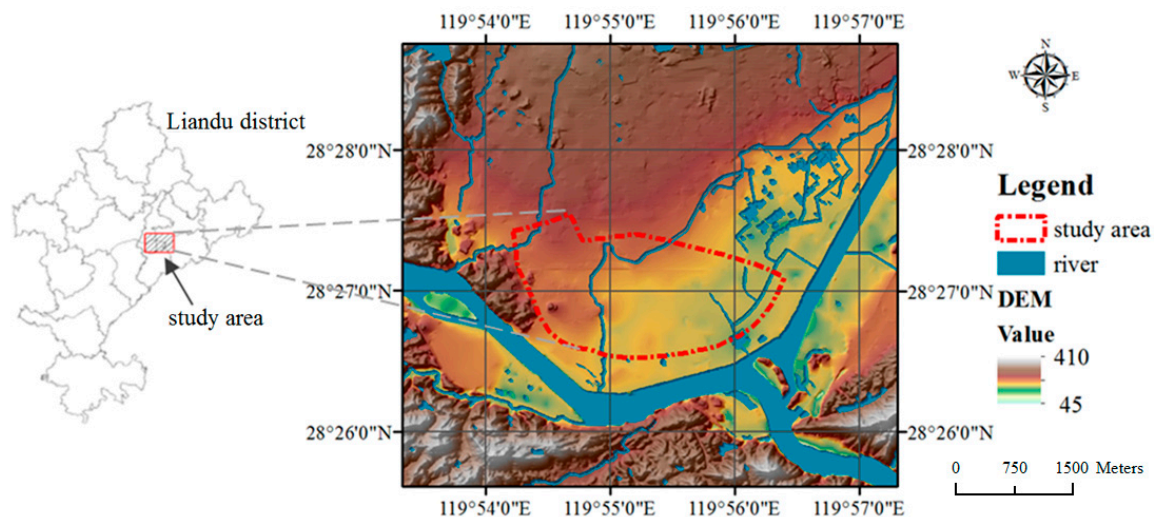 119°54'0"E 119°55'0"E 119°56'0"E 119°57'0"E
N
W E
S
Liandu district
28°28'0"N 28°28'0"N
Legend
study area
river
28°27'0"N 28°27'0"N
study area
DEM
Value
410
45
28°26'0"N 28°26'0"N
0 750 1500 Meters
119°54'0"E 119°55'0"E 119°56'0"E 119°57'0"E